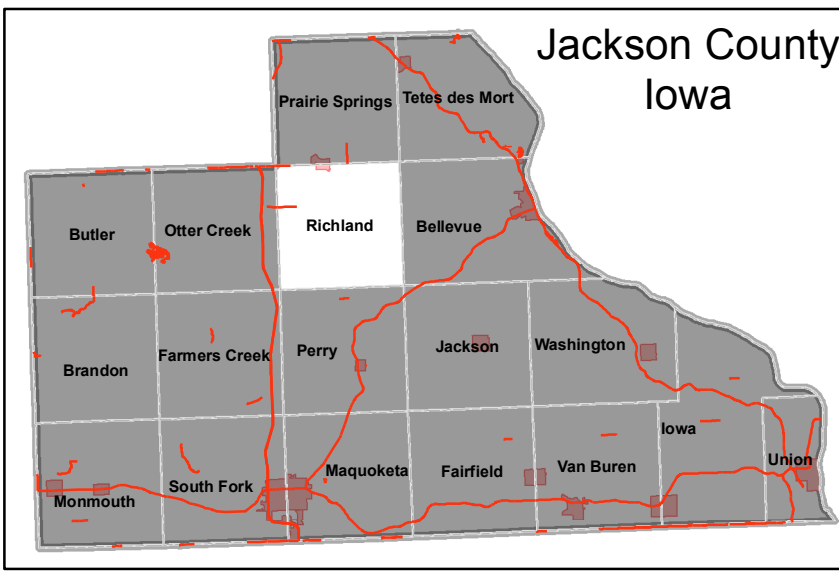 Jackson County
Iowa
Prairie Springs
Tetes des Mort
Butler
Otter Creek
Richland
Bellevue
Brandon
Farmers Creek
Perry
Jackson
Washington
Monmouth
South Fork
Maquoketa
Fairfield
Van Buren
Iowa
Union